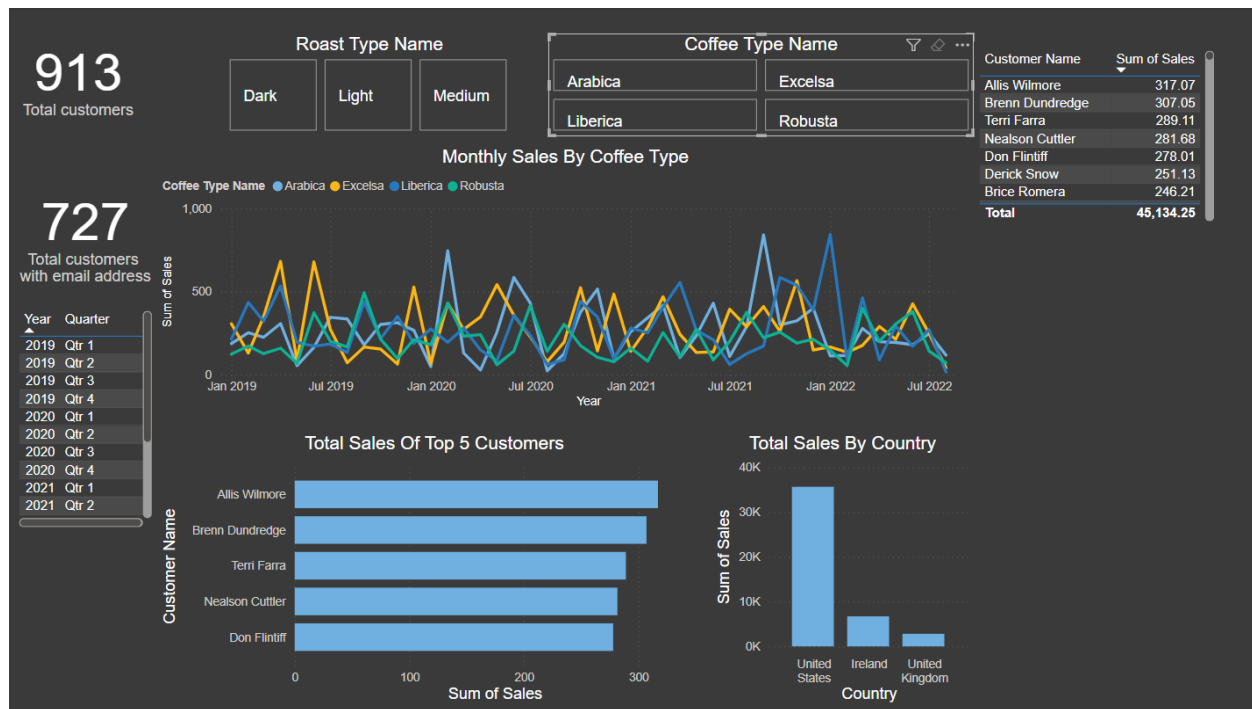 913
Total customers
727
Total customers
with email address
Year Quarter
2019 Qtr 1
2019 Qtr 2
2019 Qtr 3
2019 Qtr 4
2020 Qtr 1
2020 Qtr 2
2020 Qtr 3
2020 Qtr 4
2021 Qtr 1
2021 Qtr 2
Roast Type Name
Dark Light Medium
Coffee Type Name
Arabica Excelsa
Liberica Robusta
Customer Name Sum of Sales
Allis Wilmore 317.07
Brenn Dundredge 307.05
Terri Farra 289.11
Nealson Cuttler 281.68
Don Flintiff 278.01
Derick Snow 251.13
Brice Romera 246.21
Total 45,134.25
Monthly Sales By Coffee Type
Coffee Type Name Arabica Excelsa Liberica Robusta
Sum of Sales
1,000
500
0
Jan 2019 Jul 2019 Jan 2020 Jul 2020 Jan 2021 Jul 2021 Jan 2022 Jul 2022
Year
Total Sales Of Top 5 Customers
Customer Name
Allis Wilmore
Brenn Dundredge
Terri Farra
Nealson Cuttler
Don Flintiff
0 100 200 300
Sum of Sales
Total Sales By Country
Sum of Sales
40K
30K
20K
10K
0K
United States Ireland United Kingdom
Country